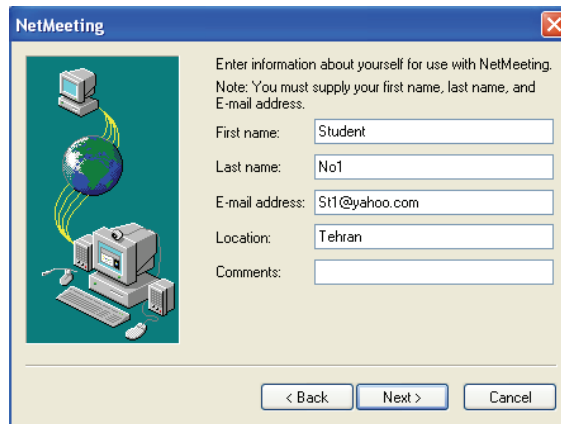 NetMeeting
Enter information about yourself for use with NetMeeting.
Note: You must supply your first name, last name, and
E-mail address.
First name: Student
Last name: No1
E-mail address: St1@yahoo.com
Location: Tehran
Comments:
< Back Next > Cancel